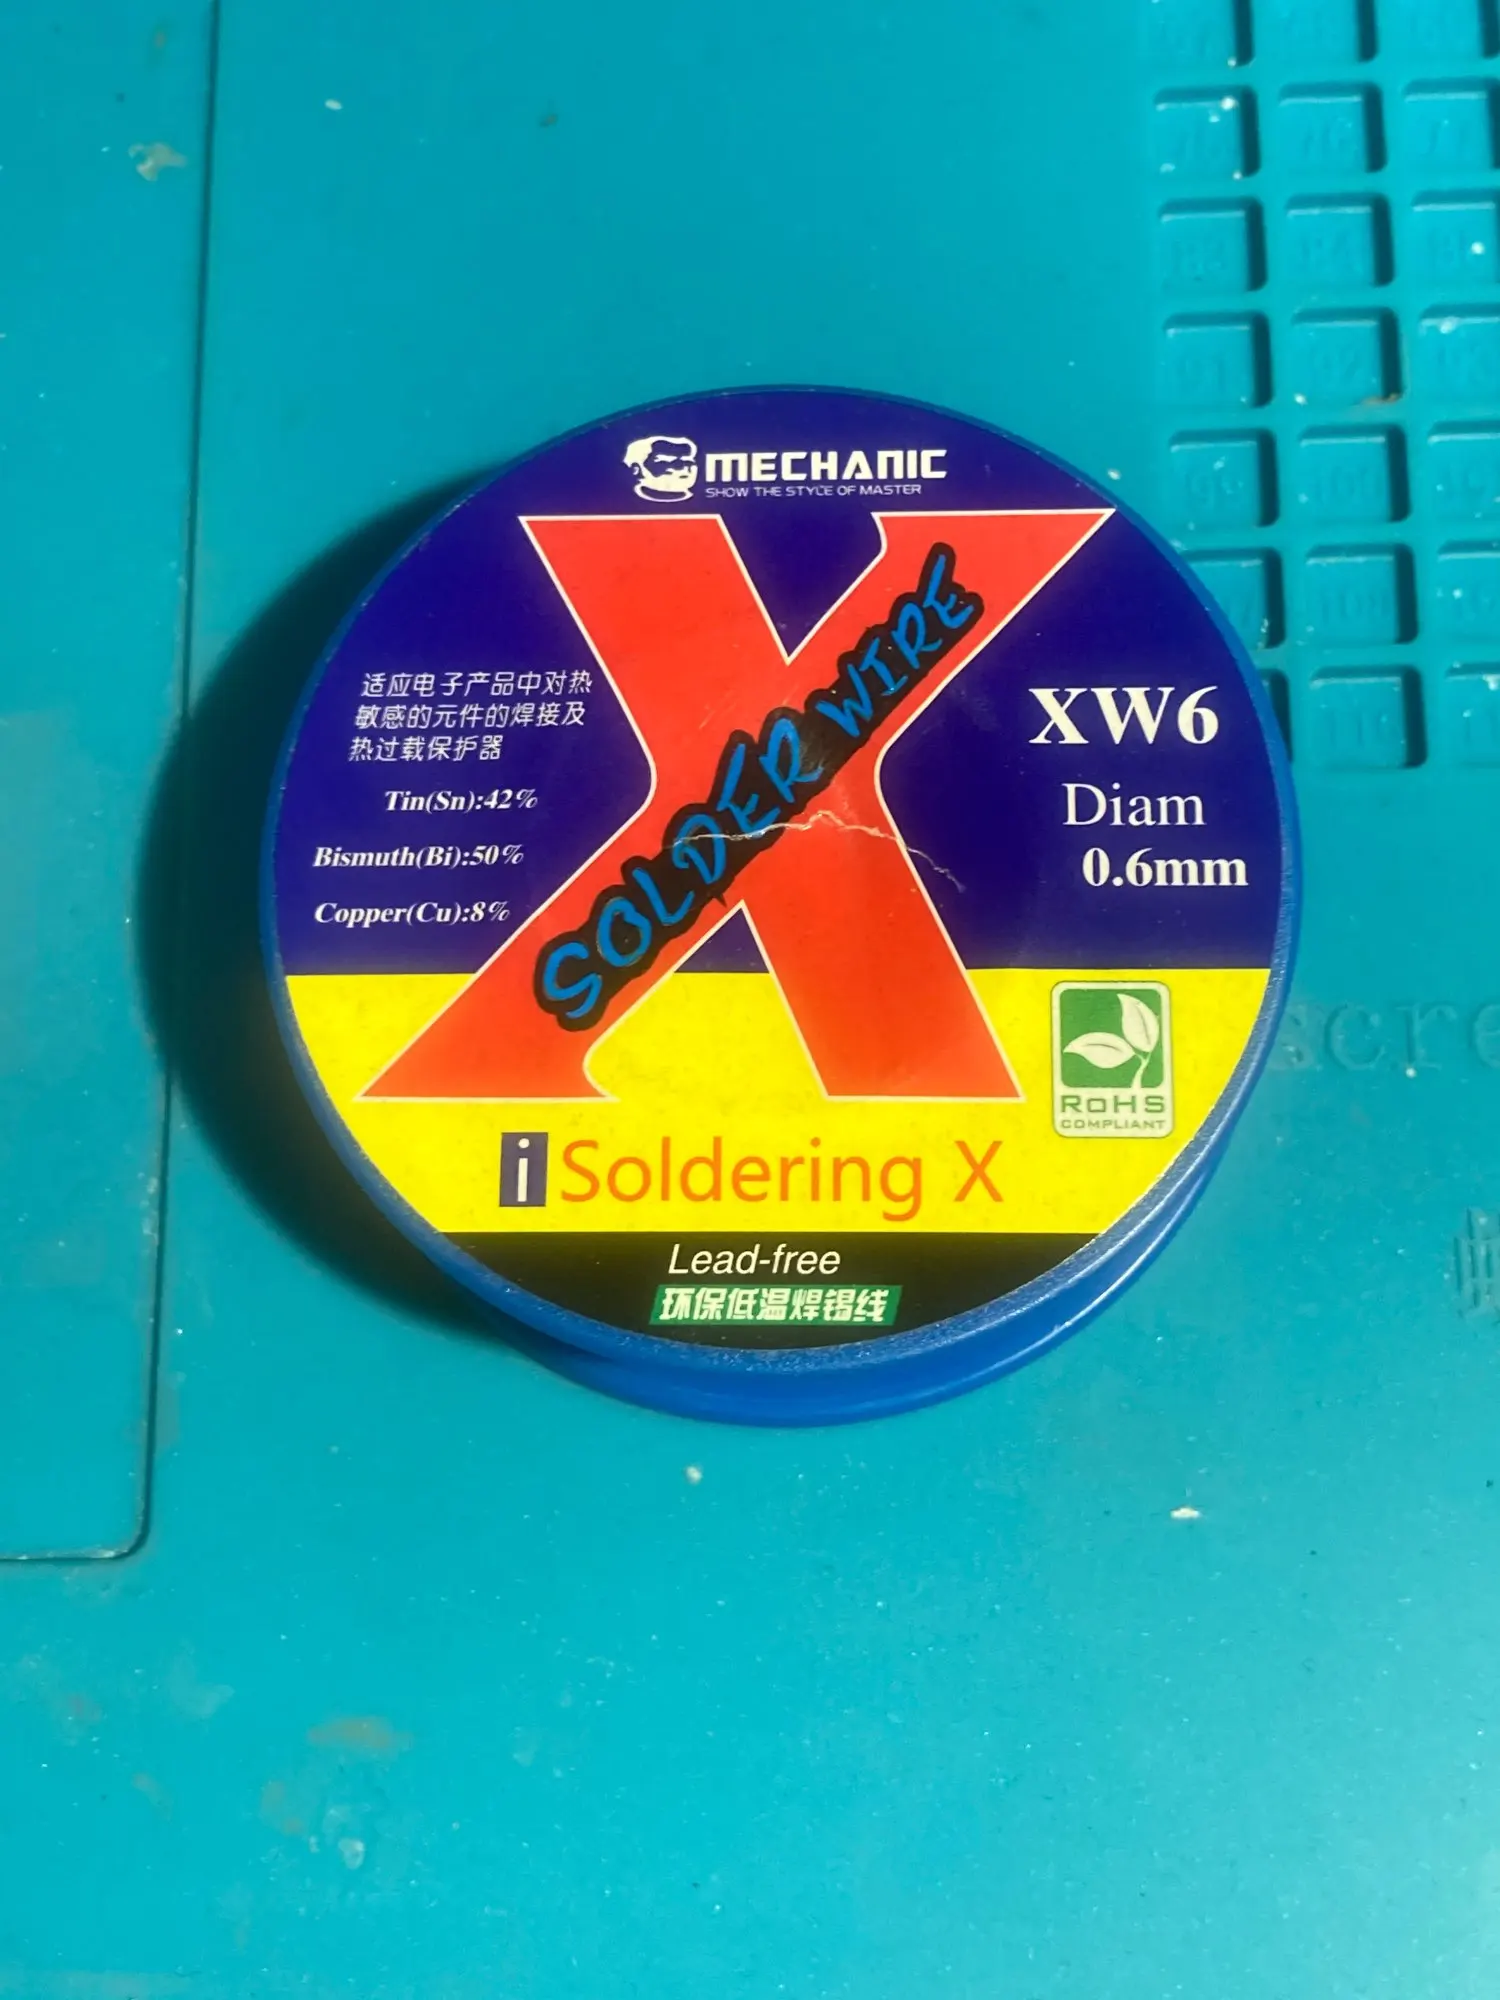 MECHANIC
SHOW THE STYLE OF MASTER
SOLDER WIRE
适应电子产品中对热
敏感的元件的焊接及
热过载保护器
Tin(Sn):42%
Bismuth(Bi):50%
Copper(Cu):8%
XW6
Diam
0.6mm
RoHS
COMPLIANT
i Soldering X
Lead-free
环保低温焊锡线